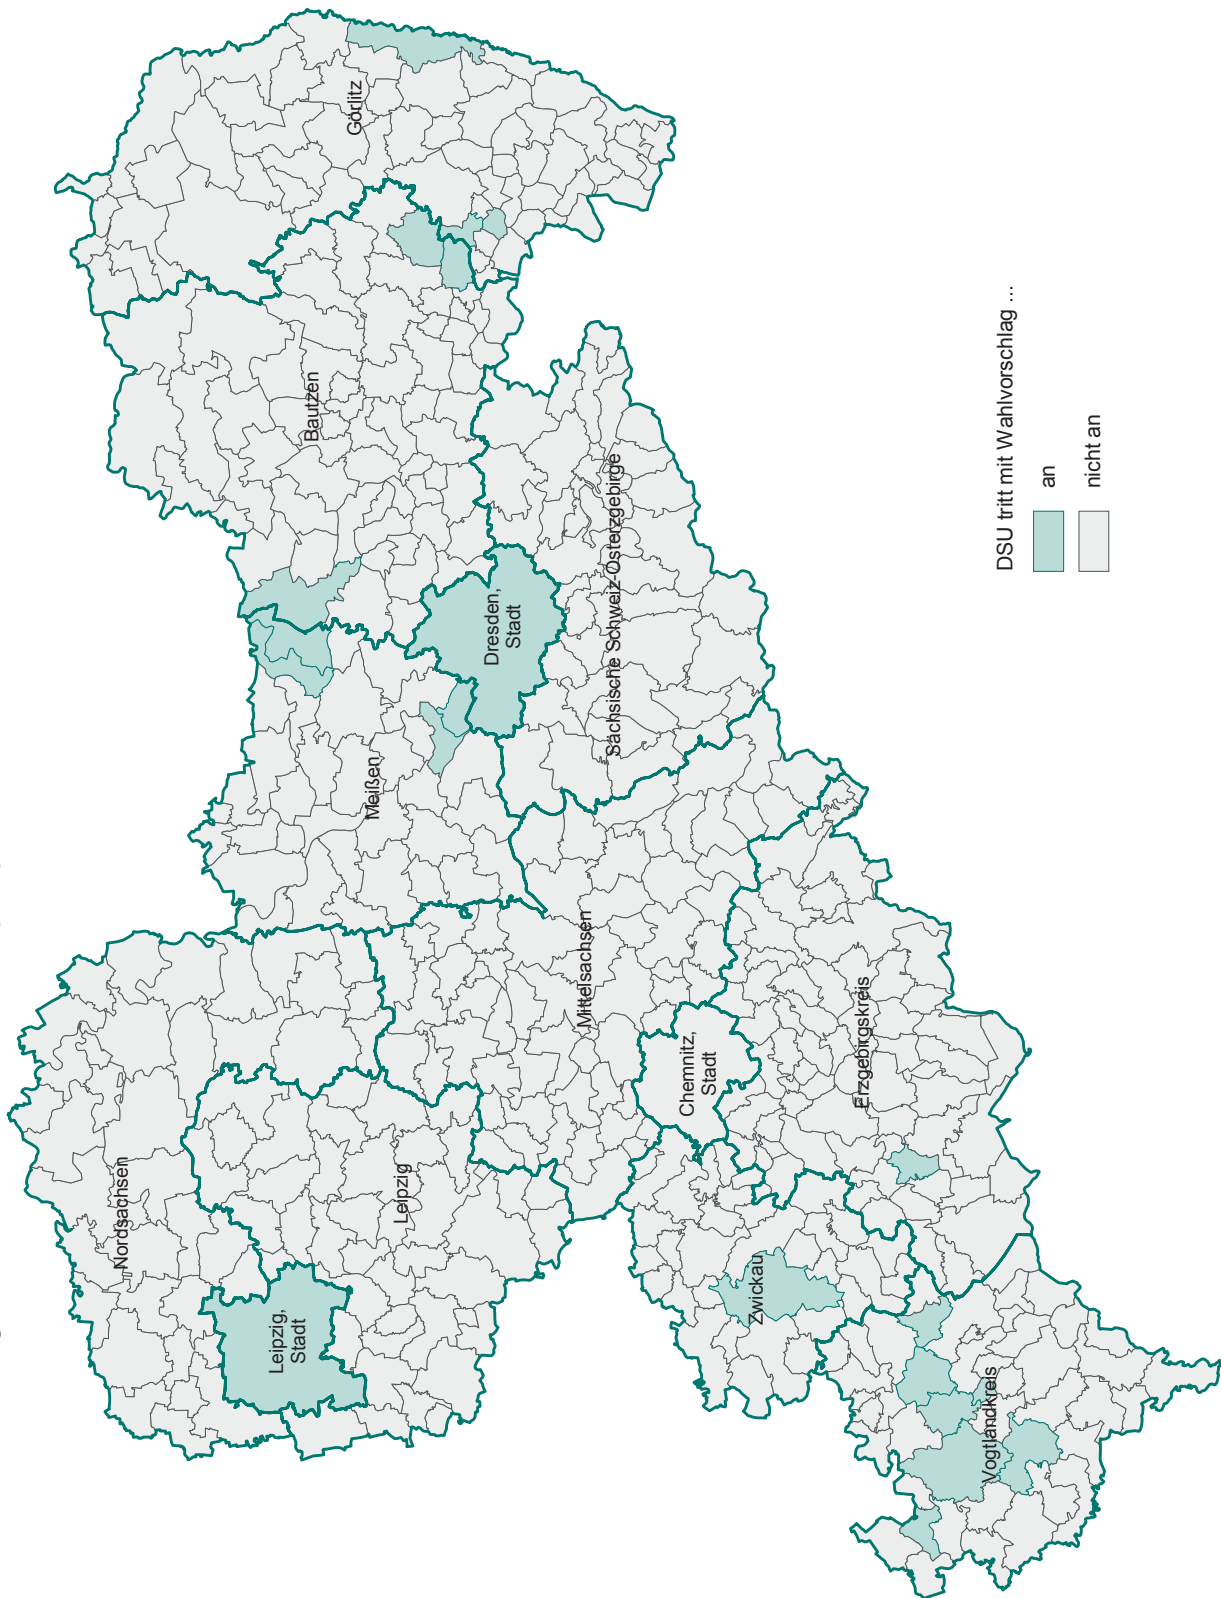 Nordsachsen
Leipzig,
Stadt
Leipzig
Meißen
Bautzen
Görlitz
Dresden,
Stadt
Sächsische Schweiz-Osterzgebirge
Mittelsachsen
Chemnitz,
Stadt
Erzgebirgskreis
Zwickau
Vogtlandkreis
DSU tritt mit Wahlvorschlag ...
an
nicht an